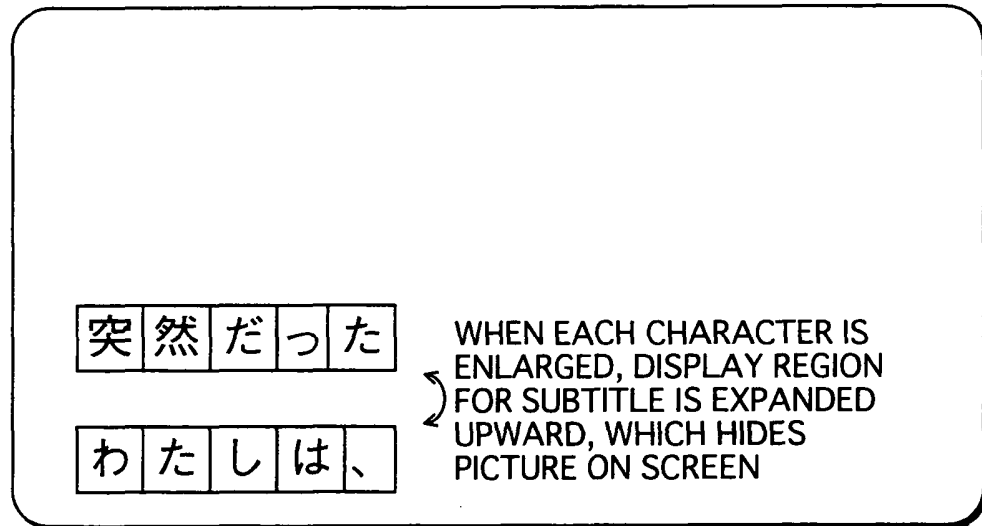 突然だった
わたしは、
WHEN EACH CHARACTER IS
ENLARGED, DISPLAY REGION
FOR SUBTITLE IS EXPANDED
UPWARD, WHICH HIDES
PICTURE ON SCREEN